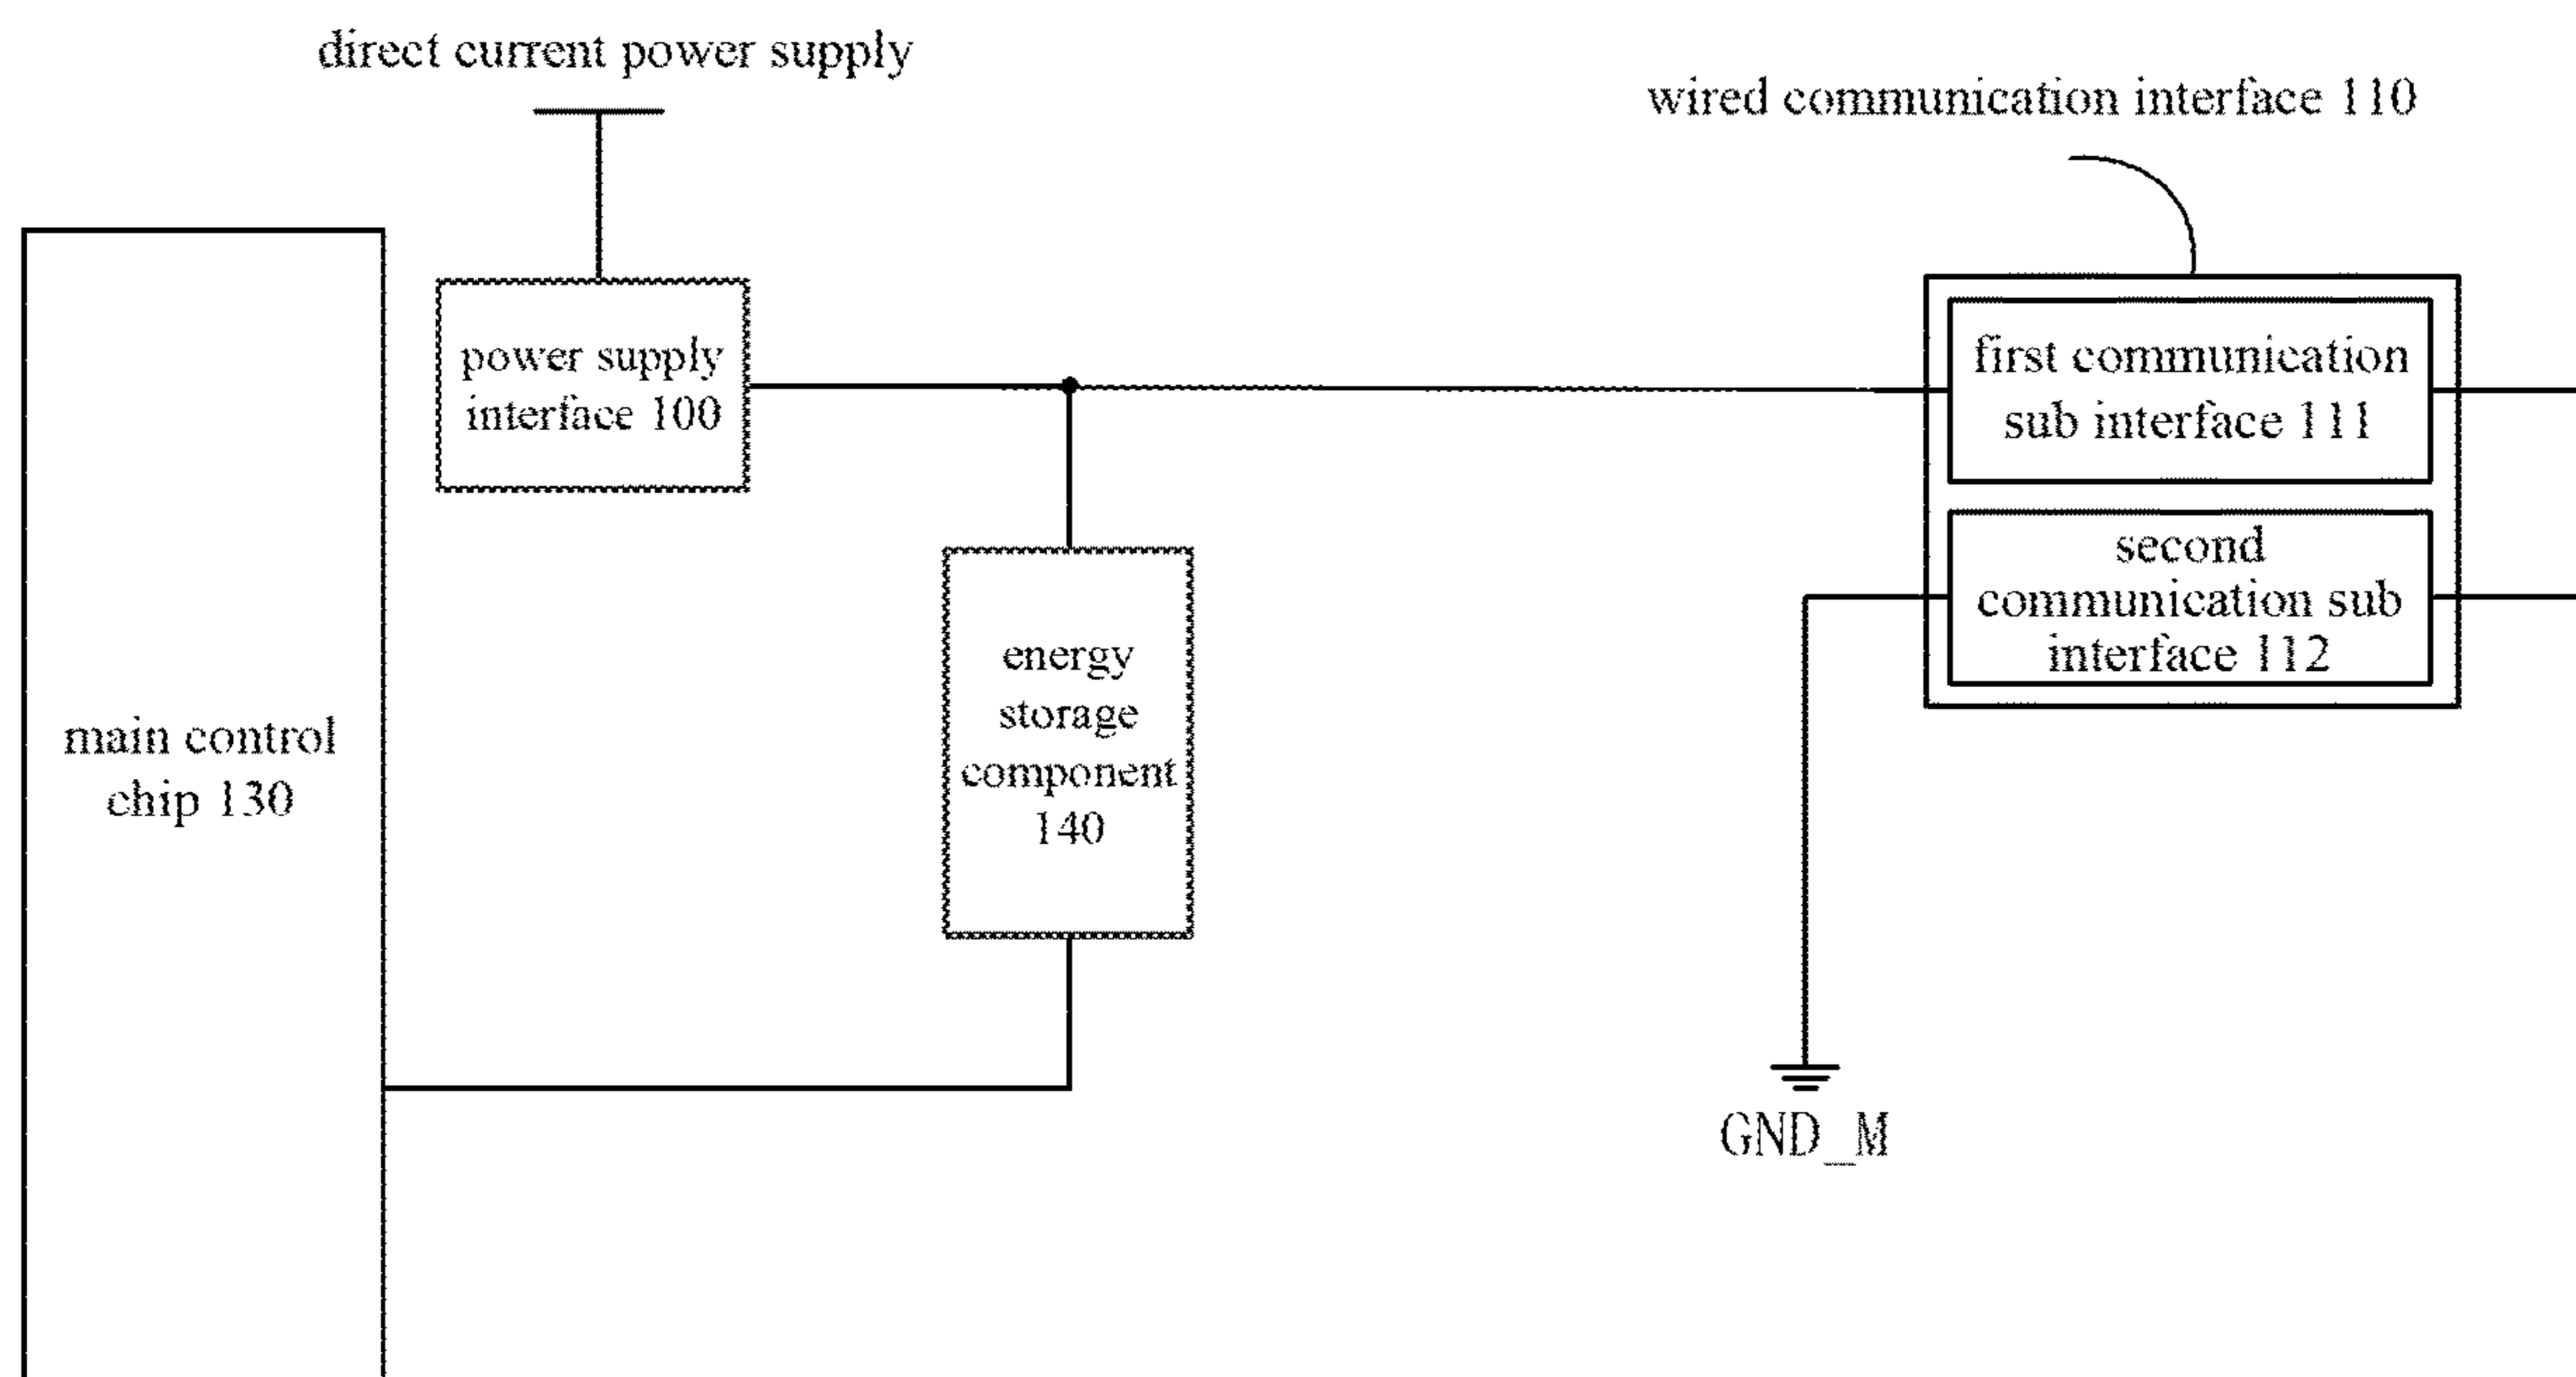 direct current power supply
wired communication interface 110
power supply
interface 100
first communication
sub interface 111
second
communication sub
interface 112
energy
storage
component
140
main control
chip 130
GND_M